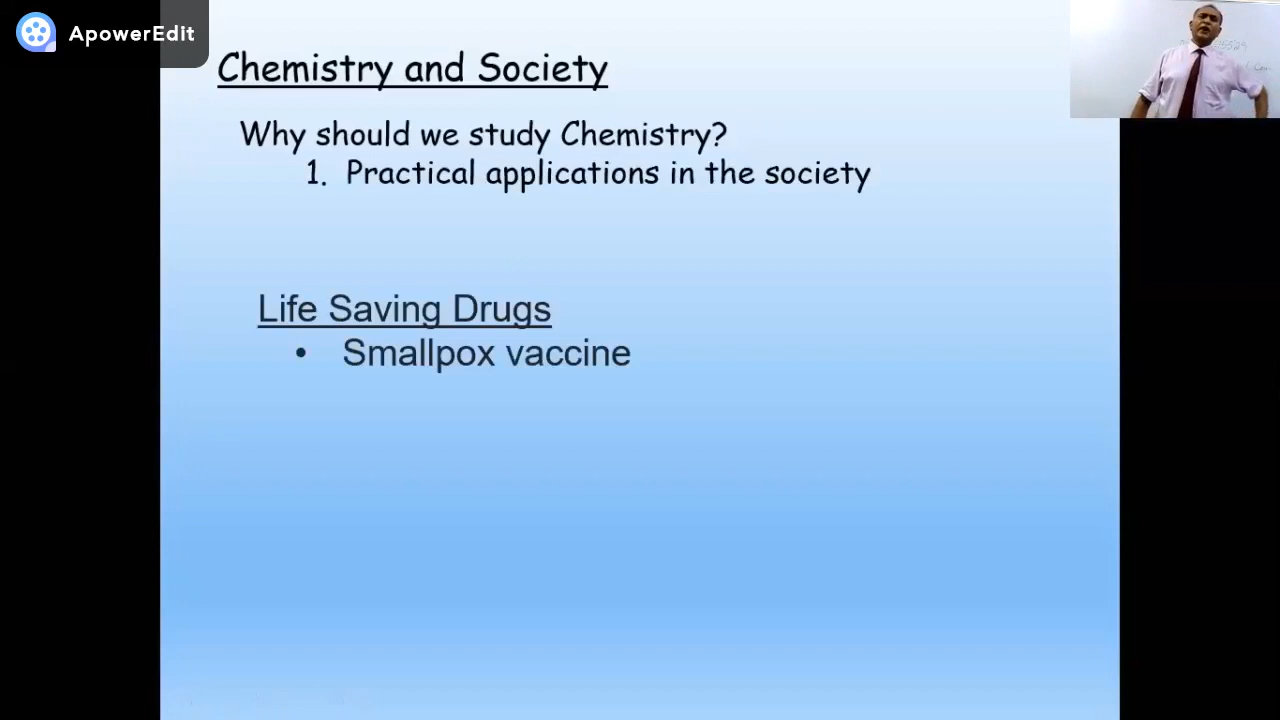 ApowerEdit
Chemistry and Society
Why should we study Chemistry?
1. Practical applications in the society
Life Saving Drugs
• Smallpox vaccine